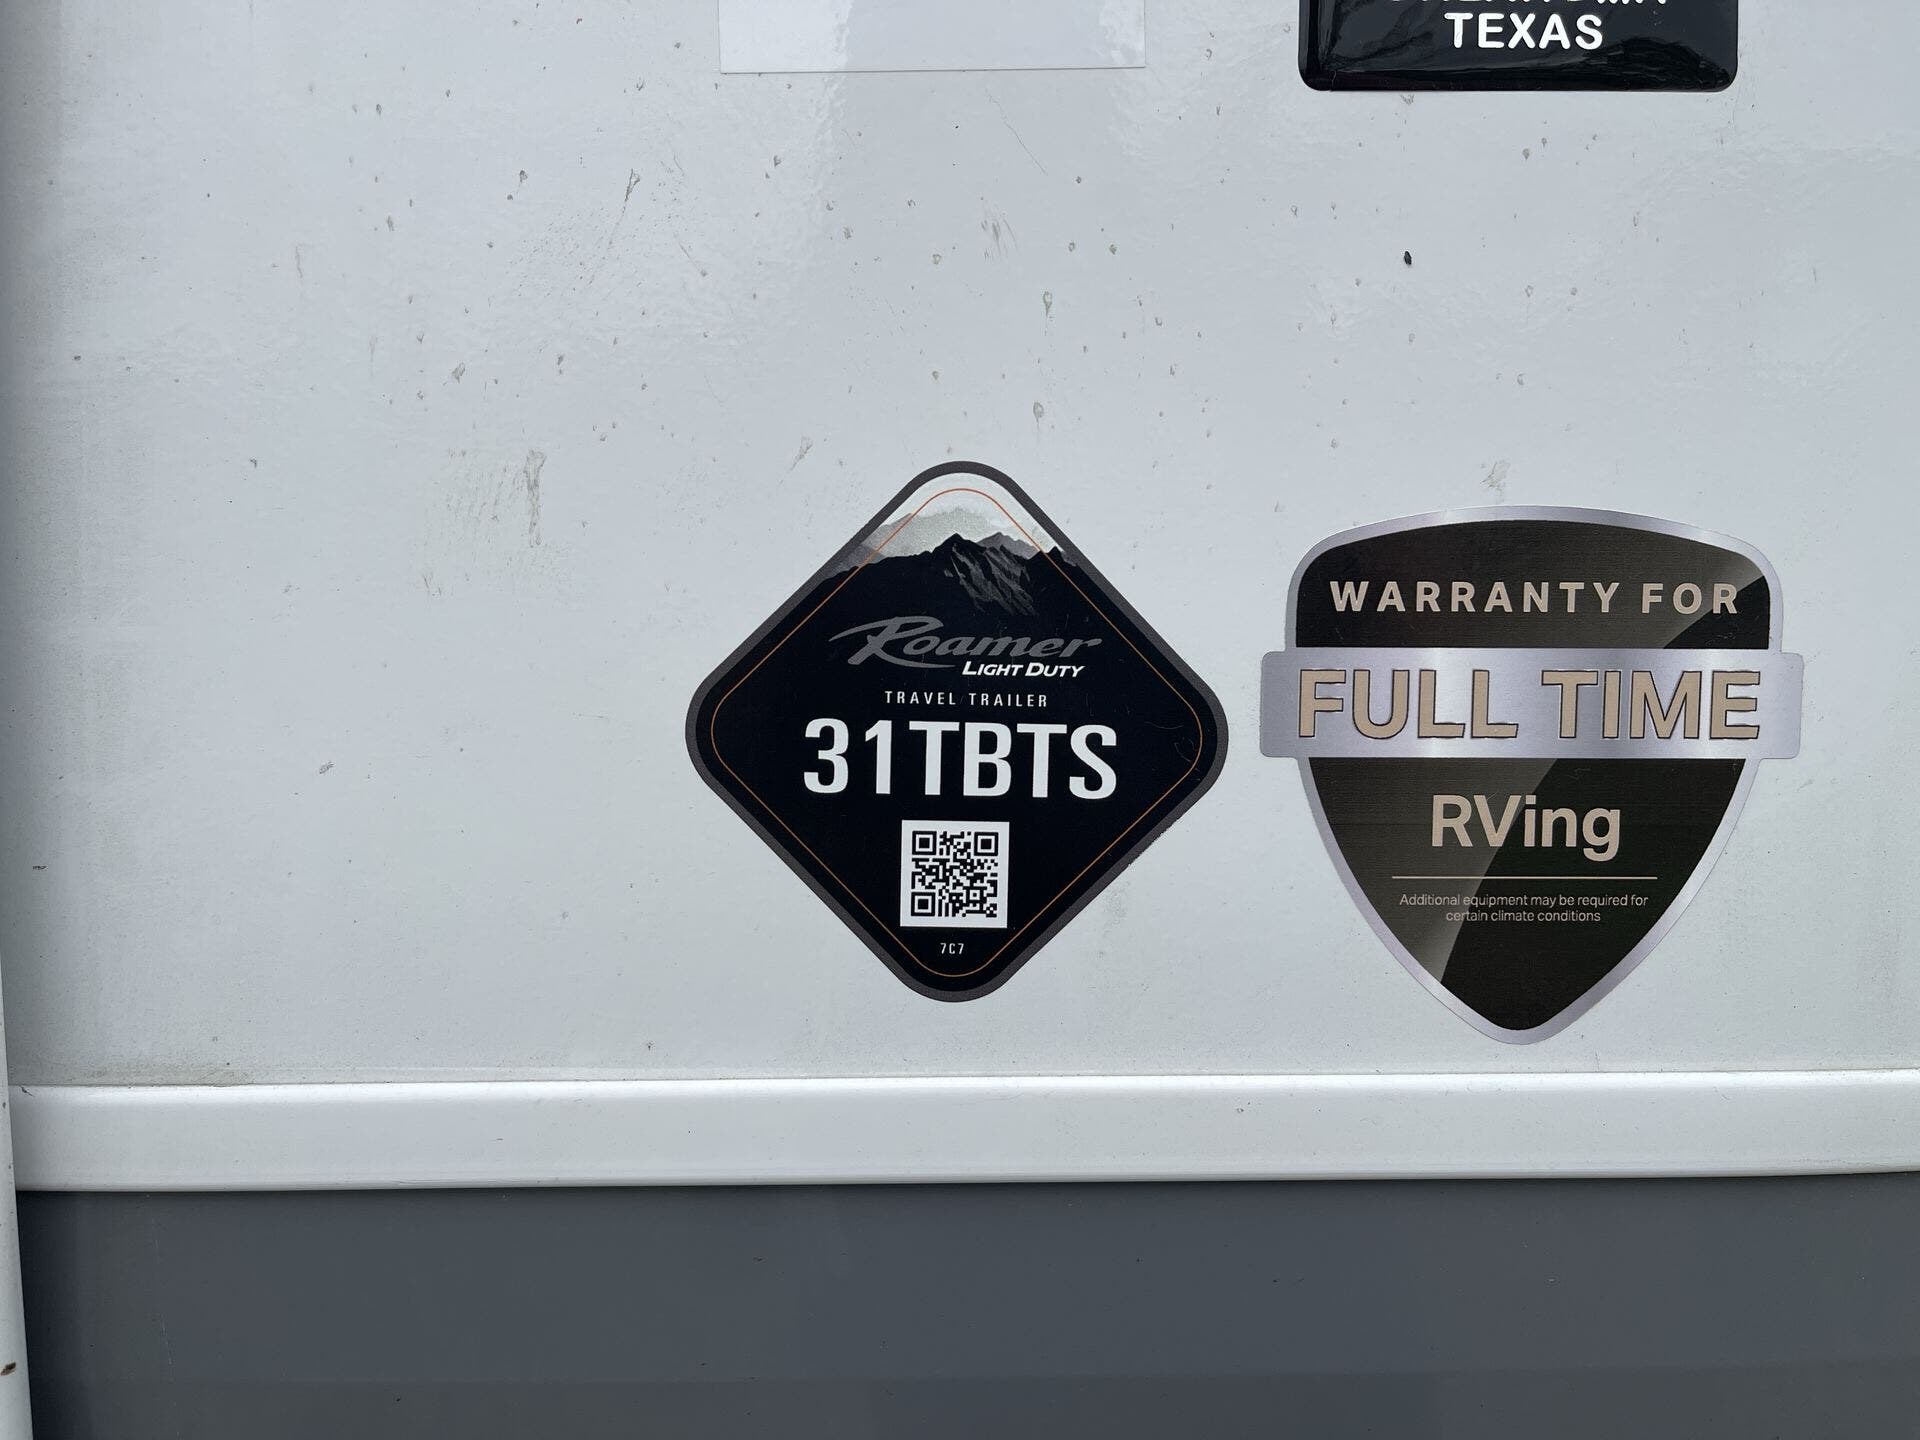 TEXAS
Roamer
LIGHT DUTY
TRAVEL TRAILER
31TBTS
7C7
WARRANTY FOR
FULL TIME
RVing
Additional equipment may be required for
certain climate conditions